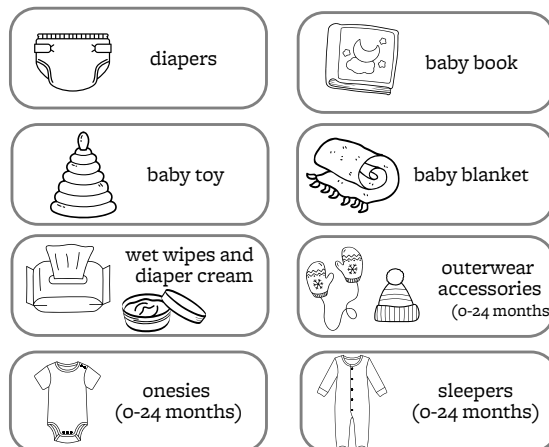 diapers
baby book
baby toy
baby blanket
wet wipes and
diaper cream
outerwear
accessories
(0-24 months
onesies
(0-24 months)
sleepers
(0-24 months)